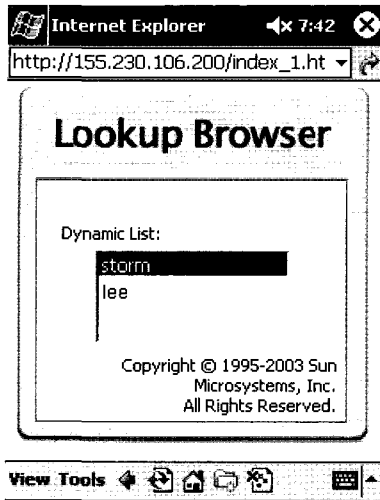 Internet Explorer 7:42
http://155.230.106.200/index_1.ht
Lookup Browser
Dynamic List:
storm
lee
Copyright © 1995-2003 Sun
Microsystems, Inc.
All Rights Reserved.
View Tools